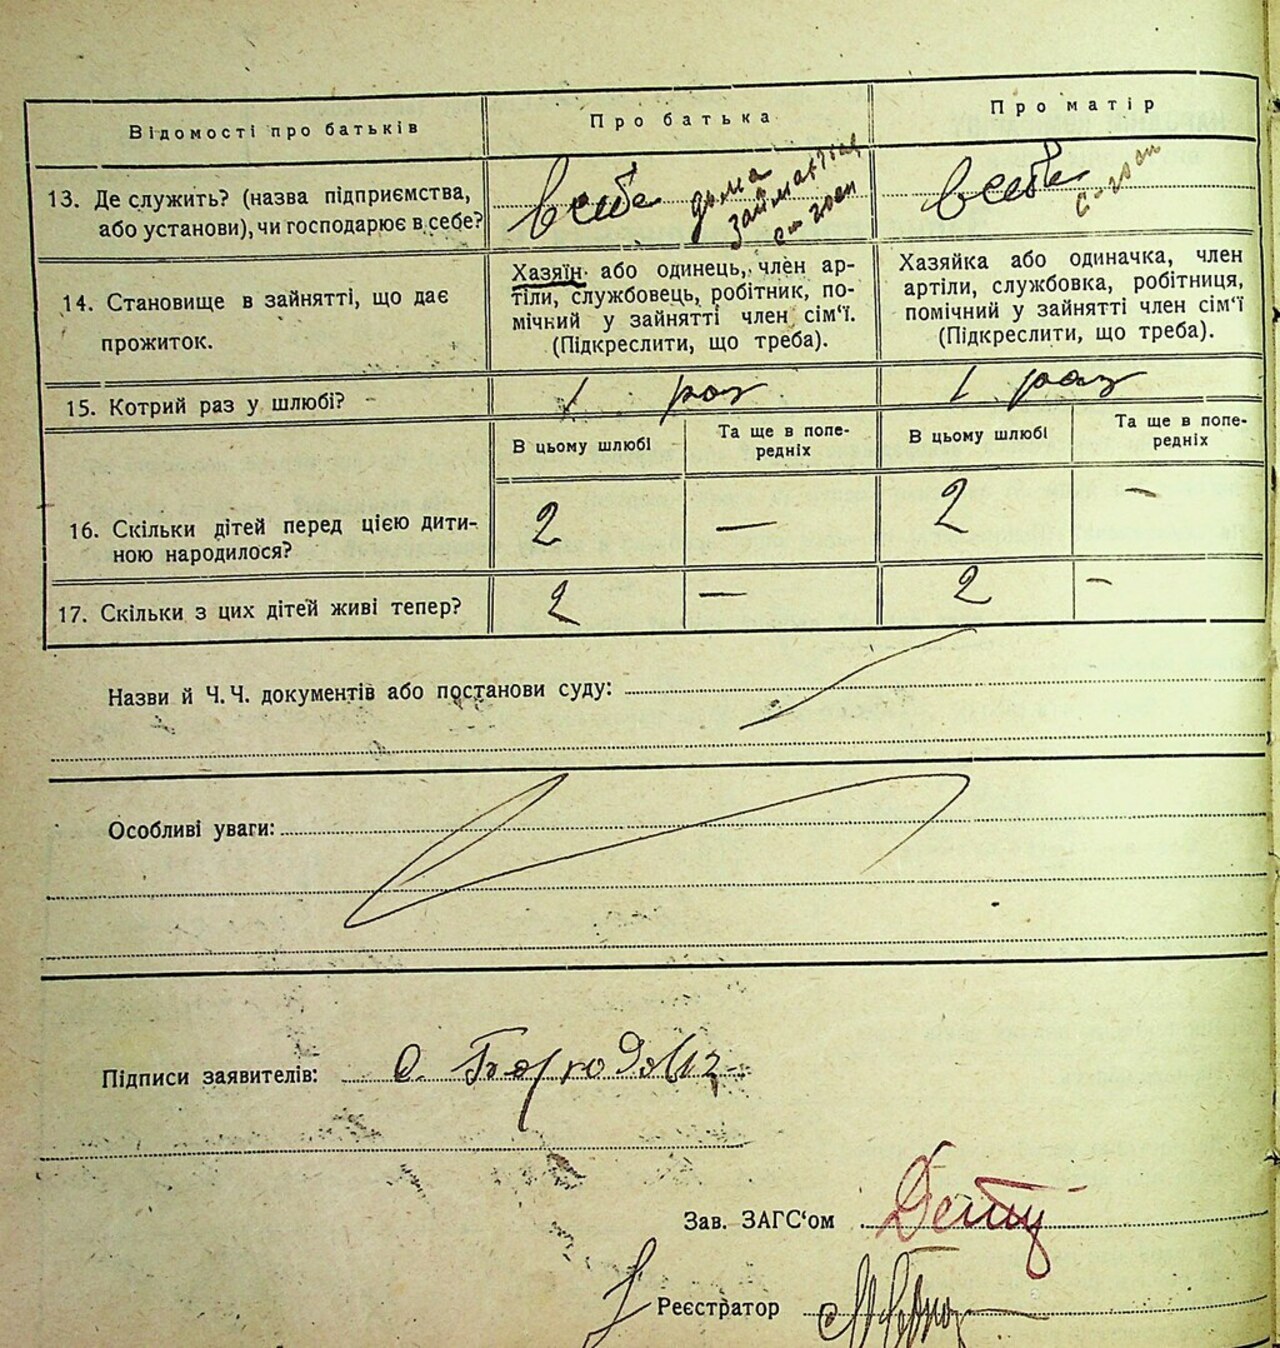 Відомості про батьків
Про батька
Про матір
13. Де служить? (назва підприємства,
або установи), чи господарює в себе?
в себе дома
в себе
14. Становище в зайнятті, що дає
прожиток.
Хазяїн або одинець, член ар-
тіли, службовець, робітник, по-
мічний у зайнятті член сім‘ї.
(Підкреслити, що треба).
Хазяйка або одиначка, член
артіли, службовка, робітниця,
помічний у зайнятті член сім‘ї
(Підкреслити, що треба).
15. Котрий раз у шлюбі?
1 раз
1 раз
В цьому шлюбі
Та ще в попе-
редніх
В цьому шлюбі
Та ще в попе-
редніх
16. Скільки дітей перед цією дити-
ною народилося?
2 — 2 —
17. Скільки з цих дітей живі тепер?
2 — 2 —
Назви й Ч. Ч. документів або постанови суду:
Особливі уваги:
Підписи заявителів:
Зав. ЗАГС‘ом
Реєстратор